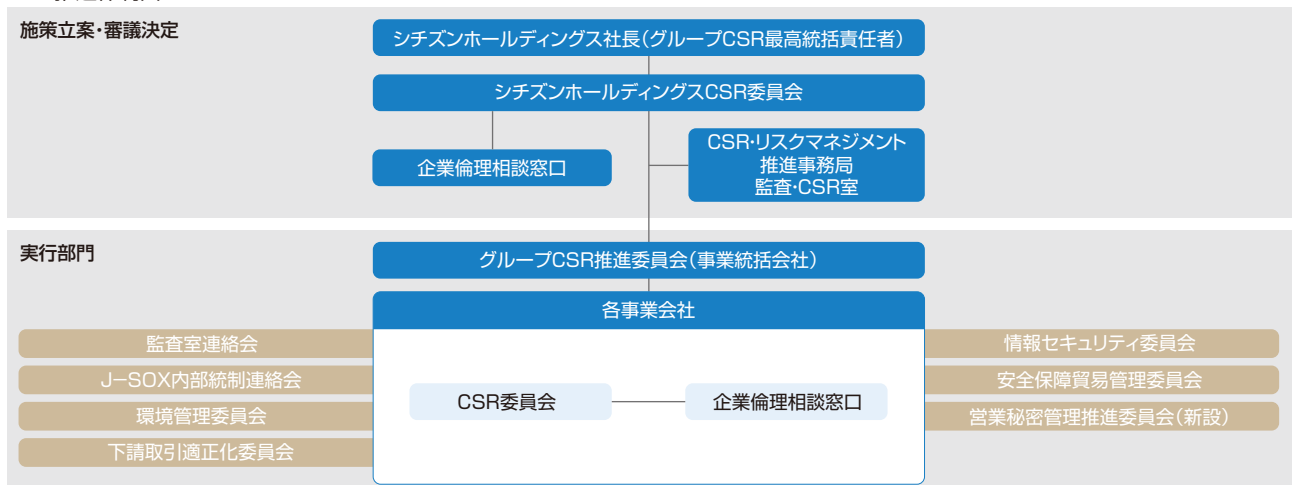 施策立案・審議決定
シチズンホールディングス社長（グループCSR最高統括責任者）
シチズンホールディングスCSR委員会
企業倫理相談窓口
CSR・リスクマネジメント
推進事務局
監査・CSR室
実行部門
グループCSR推進委員会（事業統括会社）
各事業会社
監査室連絡会
J−SOX内部統制連絡会
環境管理委員会
下請取引適正化委員会
CSR委員会
企業倫理相談窓口
情報セキュリティ委員会
安全保障貿易管理委員会
営業秘密管理推進委員会（新設）